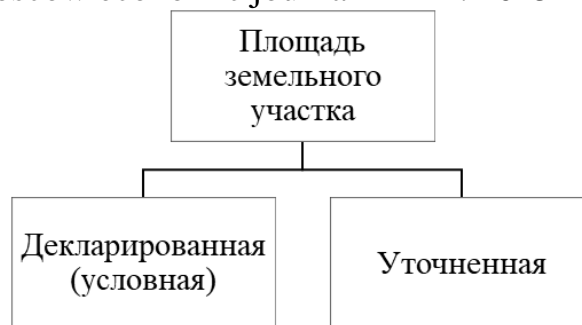 Площадь
земельного
участка
Декларированная
(условная)
Уточненная